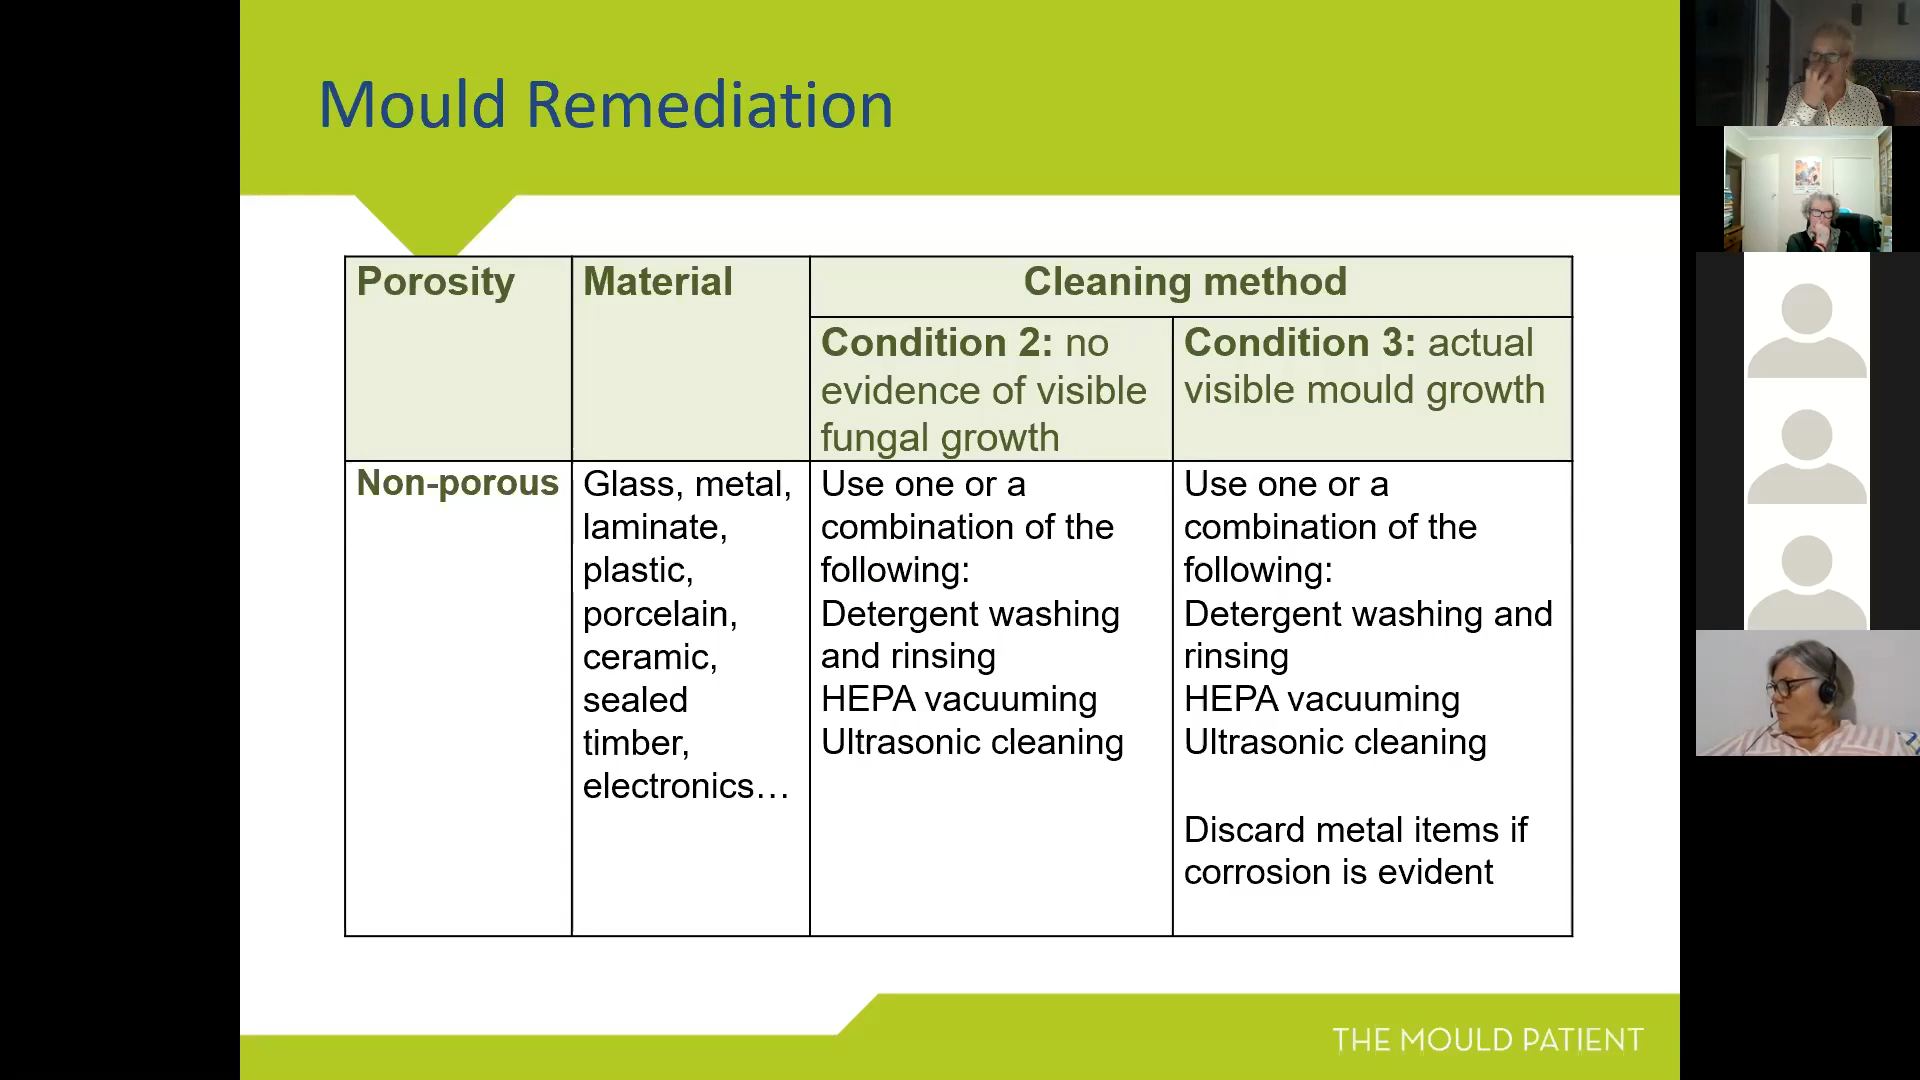 Mould Remediation
Porosity
Material
Cleaning method
Condition 2: no
evidence of visible
fungal growth
Condition 3: actual
visible mould growth
Non-porous
Glass, metal,
laminate,
plastic,
porcelain,
ceramic,
sealed
timber,
electronics…
Use one or a
combination of the
following:
Detergent washing
and rinsing
HEPA vacuuming
Ultrasonic cleaning
Use one or a
combination of the
following:
Detergent washing and
rinsing
HEPA vacuuming
Ultrasonic cleaning
Discard metal items if
corrosion is evident
THE MOULD PATIENT